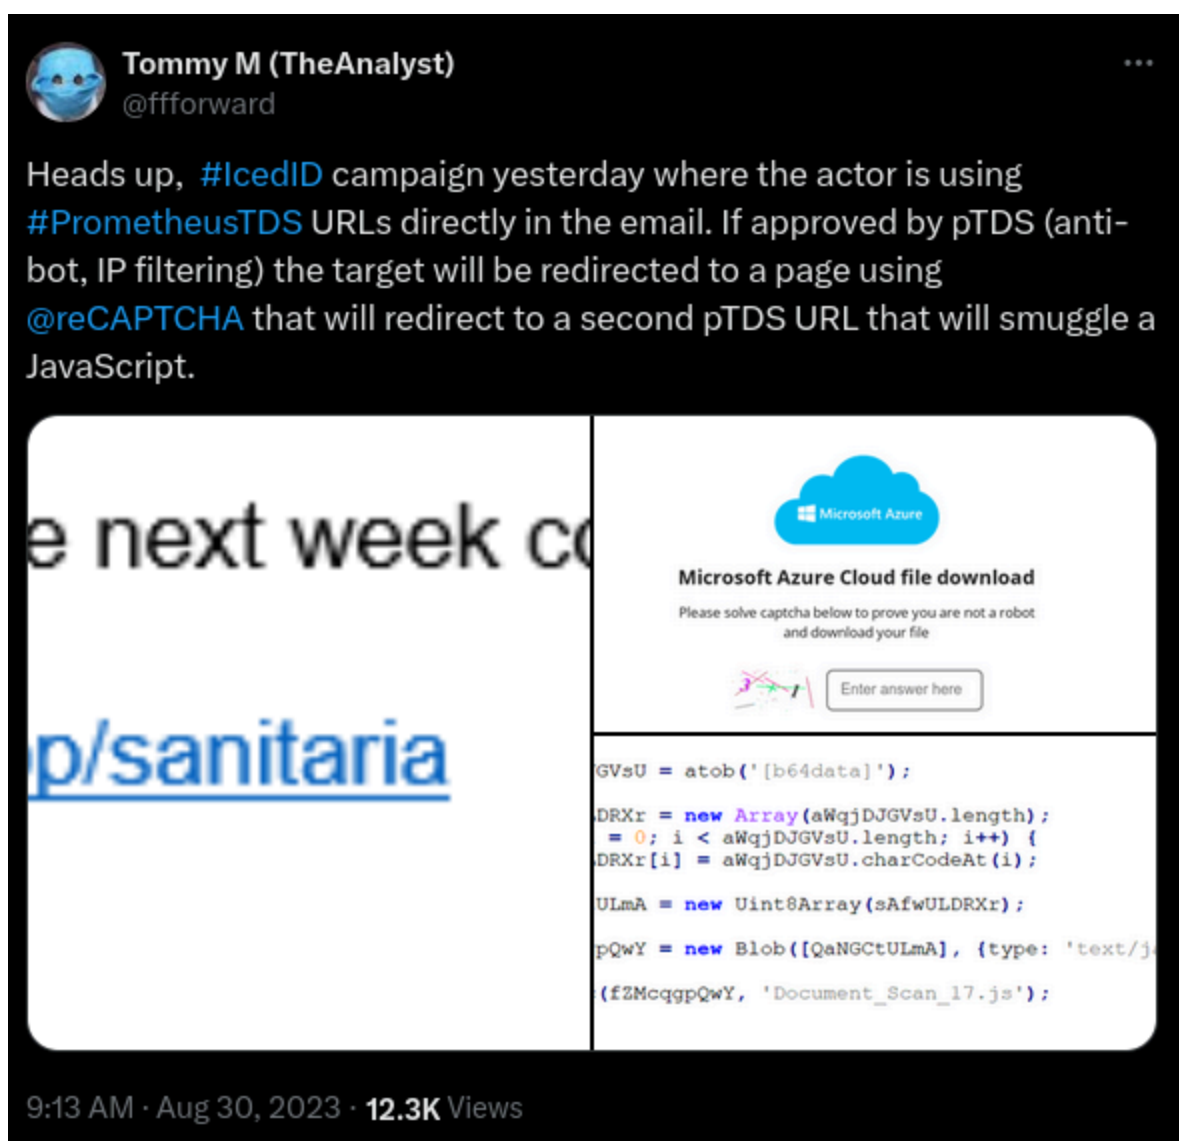 Tommy M (TheAnalyst)
@ffforward
Heads up, #IcedID campaign yesterday where the actor is using
#PrometheusTDS URLs directly in the email. If approved by pTDS (anti-
bot, IP filtering) the target will be redirected to a page using
@reCAPTCHA that will redirect to a second pTDS URL that will smuggle a
JavaScript.
e next week co
p/sanitaria
Microsoft Azure
Microsoft Azure Cloud file download
Please solve captcha below to prove you are not a robot
and download your file
3 + 1
Enter answer here
GVsU = atob('[b64data]');
DRXr = new Array(aWqjDJGVsU.length);
= 0; i < aWqjDJGVsU.length; i++) {
DRXr[i] = aWqjDJGVsU.charCodeAt(i);
ULmA = new Uint8Array(sAfwULDRXr);
pQwY = new Blob([QaNGCtULmA], {type: 'text/j
(fZMcqgpQwY, 'Document_Scan_17.js');
9:13 AM · Aug 30, 2023 · 12.3K Views